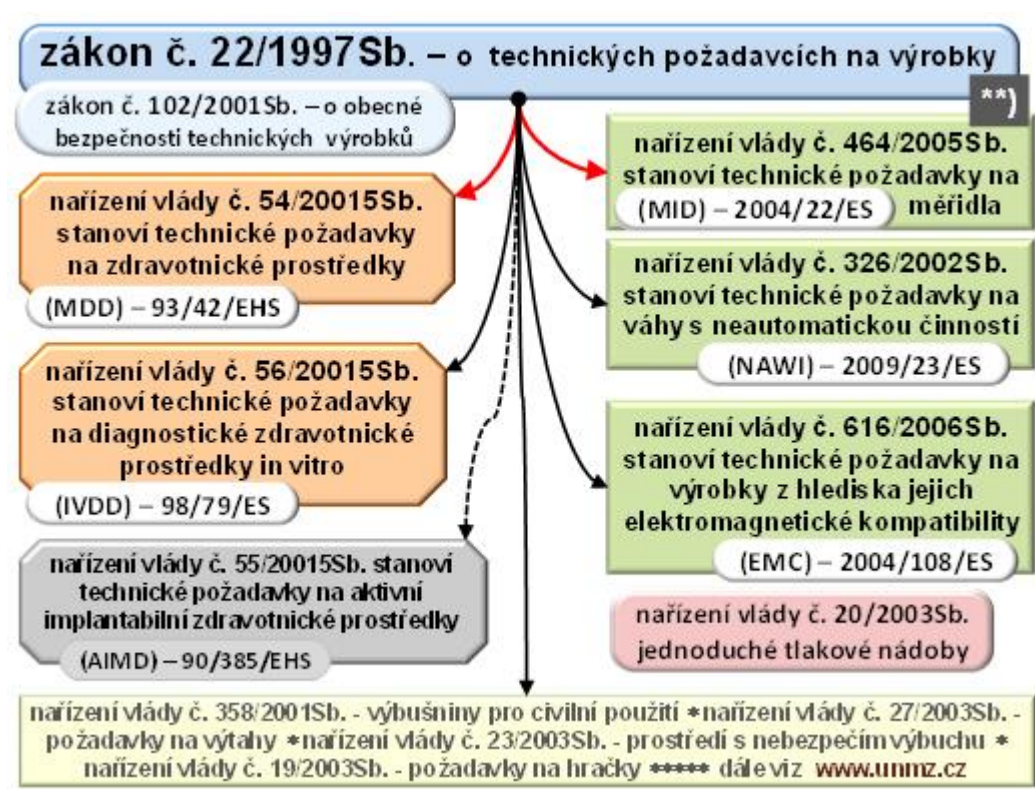 zákon č. 22/1997Sb. – o technických požadavcích na výrobky
**)
zákon č. 102/2001Sb. – o obecné
bezpečnosti technických výrobků
nařízení vlády č. 54/20015Sb.
stanoví technické požadavky
na zdravotnické prostředky
(MDD) – 93/42/EHS
nařízení vlády č. 56/20015Sb.
stanoví technické požadavky
na diagnostické zdravotnické
prostředky in vitro
(IVDD) – 98/79/ES
nařízení vlády č. 55/20015Sb. stanoví
technické požadavky na aktivní
implantabilní zdravotnické prostředky
(AIMD) – 90/385/EHS
nařízení vlády č. 464/2005Sb.
stanoví technické požadavky na
měřidla
(MID) – 2004/22/ES
nařízení vlády č. 326/2002Sb.
stanoví technické požadavky na
váhy s neautomatickou činností
(NAWI) – 2009/23/ES
nařízení vlády č. 616/2006Sb.
stanoví technické požadavky na
výrobky z hlediska jejich
elektromagnetické kompatibility
(EMC) – 2004/108/ES
nařízení vlády č. 20/2003Sb.
jednoduché tlakové nádoby
nařízení vlády č. 358/2001Sb. - výbušniny pro civilní použití *nařízení vlády č. 27/2003Sb. -
požadavky na výtahy *nařízení vlády č. 23/2003Sb. - prostředí s nebezpečím výbuchu *
nařízení vlády č. 19/2003Sb. - požadavky na hračky ***** dále viz www.unmz.cz